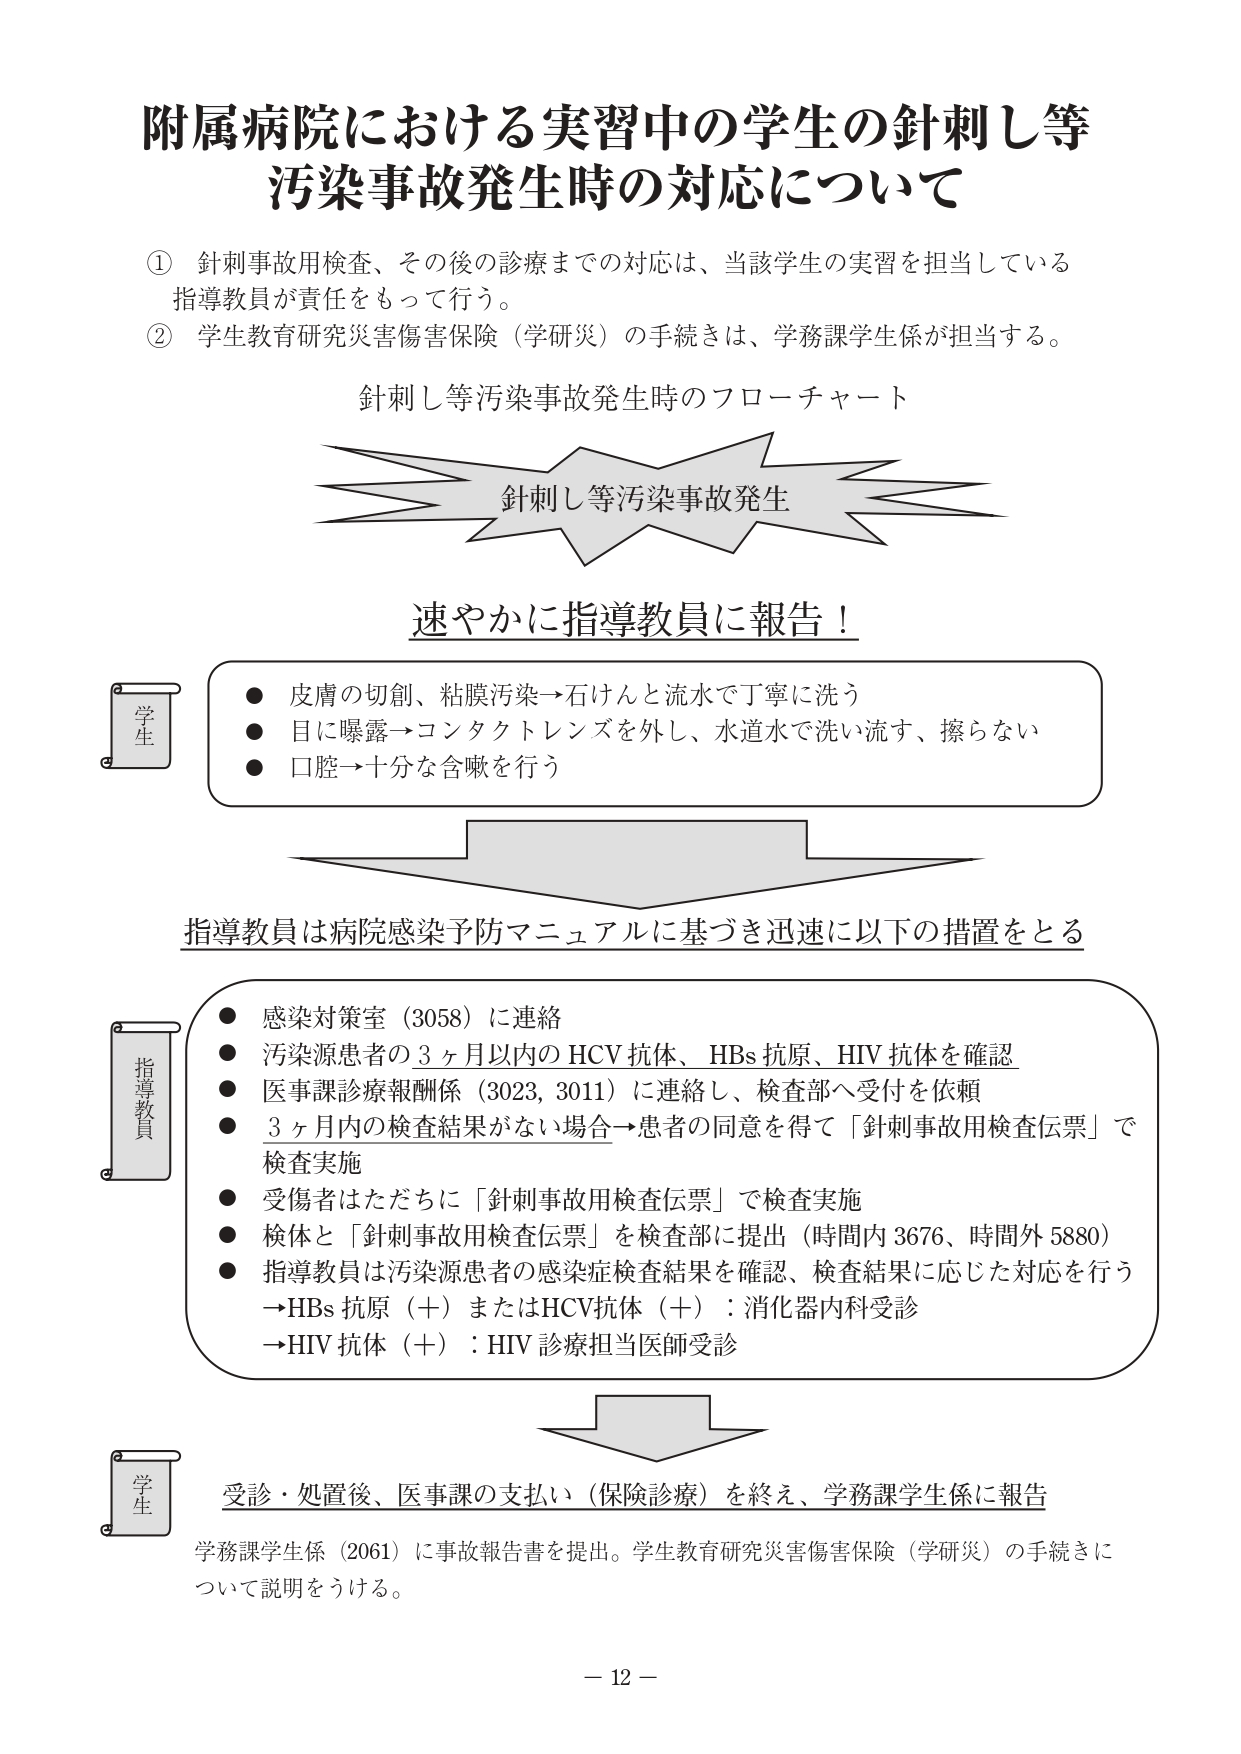 附属病院における実習中の学生の針刺し等
汚染事故発生時の対応について
①　針刺事故用検査、その後の診療までの対応は、当該学生の実習を担当している
指導教員が責任をもって行う。
②　学生教育研究災害傷害保険（学研災）の手続きは、学務課学生係が担当する。
針刺し等汚染事故発生時のフローチャート
針刺し等汚染事故発生
速やかに指導教員に報告！
学生
●　皮膚の切創、粘膜汚染→石けんと流水で丁寧に洗う
●　目に曝露→コンタクトレンズを外し、水道水で洗い流す、擦らない
●　口腔→十分な含嗽を行う
指導教員は病院感染予防マニュアルに基づき迅速に以下の措置をとる
指導教員
●　感染対策室（3058）に連絡
●　汚染源患者の３ヶ月以内の HCV 抗体、 HBs 抗原、HIV 抗体を確認
●　医事課診療報酬係（3023, 3011）に連絡し、検査部へ受付を依頼
●　３ヶ月内の検査結果がない場合→患者の同意を得て「針刺事故用検査伝票」で
検査実施
●　受傷者はただちに「針刺事故用検査伝票」で検査実施
●　検体と「針刺事故用検査伝票」を検査部に提出（時間内 3676、時間外 5880）
●　指導教員は汚染源患者の感染症検査結果を確認、検査結果に応じた対応を行う
→HBs 抗原（＋）またはHCV抗体（＋）：消化器内科受診
→HIV 抗体（＋）：HIV 診療担当医師受診
学生
受診・処置後、医事課の支払い（保険診療）を終え、学務課学生係に報告
学務課学生係（2061）に事故報告書を提出。学生教育研究災害傷害保険（学研災）の手続きに
ついて説明をうける。
－ 12 －